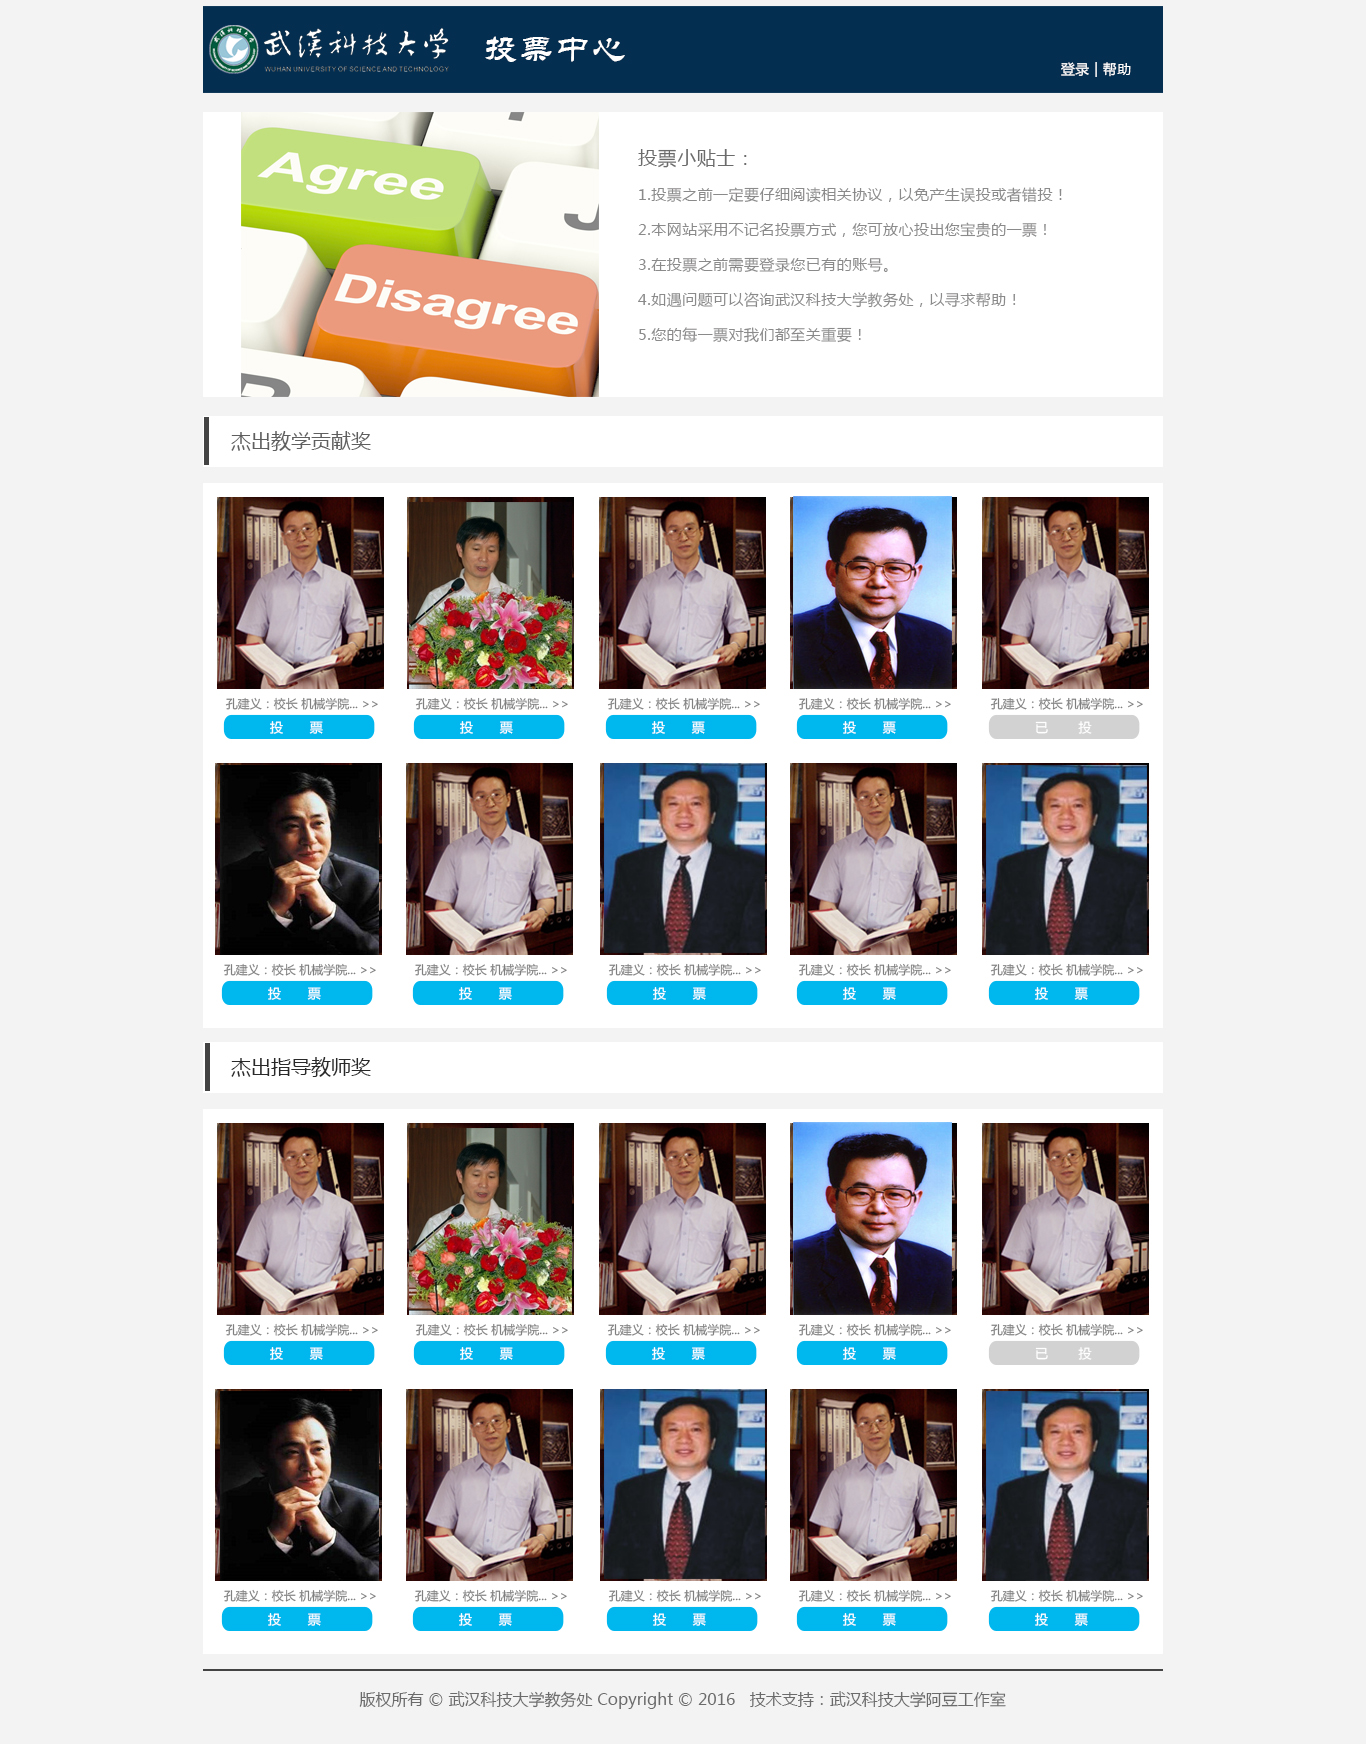 武汉科技大学 投票中心
WUHAN UNIVERSITY OF SCIENCE AND TECHNOLOGY
登录 | 帮助
Agree
Disagree
投票小贴士：
1.投票之前一定要仔细阅读相关协议，以免产生误投或者错投！
2.本网站采用不记名投票方式，您可放心投出您宝贵的一票！
3.在投票之前需要登录您已有的账号。
4.如遇问题可以咨询武汉科技大学教务处，以寻求帮助！
5.您的每一票对我们都至关重要！
杰出教学贡献奖
孔建义：校长 机械学院... >> 孔建义：校长 机械学院... >> 孔建义：校长 机械学院... >> 孔建义：校长 机械学院... >> 孔建义：校长 机械学院... >>
投 票 投 票 投 票 投 票 已 投
孔建义：校长 机械学院... >> 孔建义：校长 机械学院... >> 孔建义：校长 机械学院... >> 孔建义：校长 机械学院... >> 孔建义：校长 机械学院... >>
投 票 投 票 投 票 投 票 投 票
杰出指导教师奖
孔建义：校长 机械学院... >> 孔建义：校长 机械学院... >> 孔建义：校长 机械学院... >> 孔建义：校长 机械学院... >> 孔建义：校长 机械学院... >>
投 票 投 票 投 票 投 票 已 投
孔建义：校长 机械学院... >> 孔建义：校长 机械学院... >> 孔建义：校长 机械学院... >> 孔建义：校长 机械学院... >> 孔建义：校长 机械学院... >>
投 票 投 票 投 票 投 票 投 票
版权所有 © 武汉科技大学教务处 Copyright © 2016 技术支持：武汉科技大学阿豆工作室